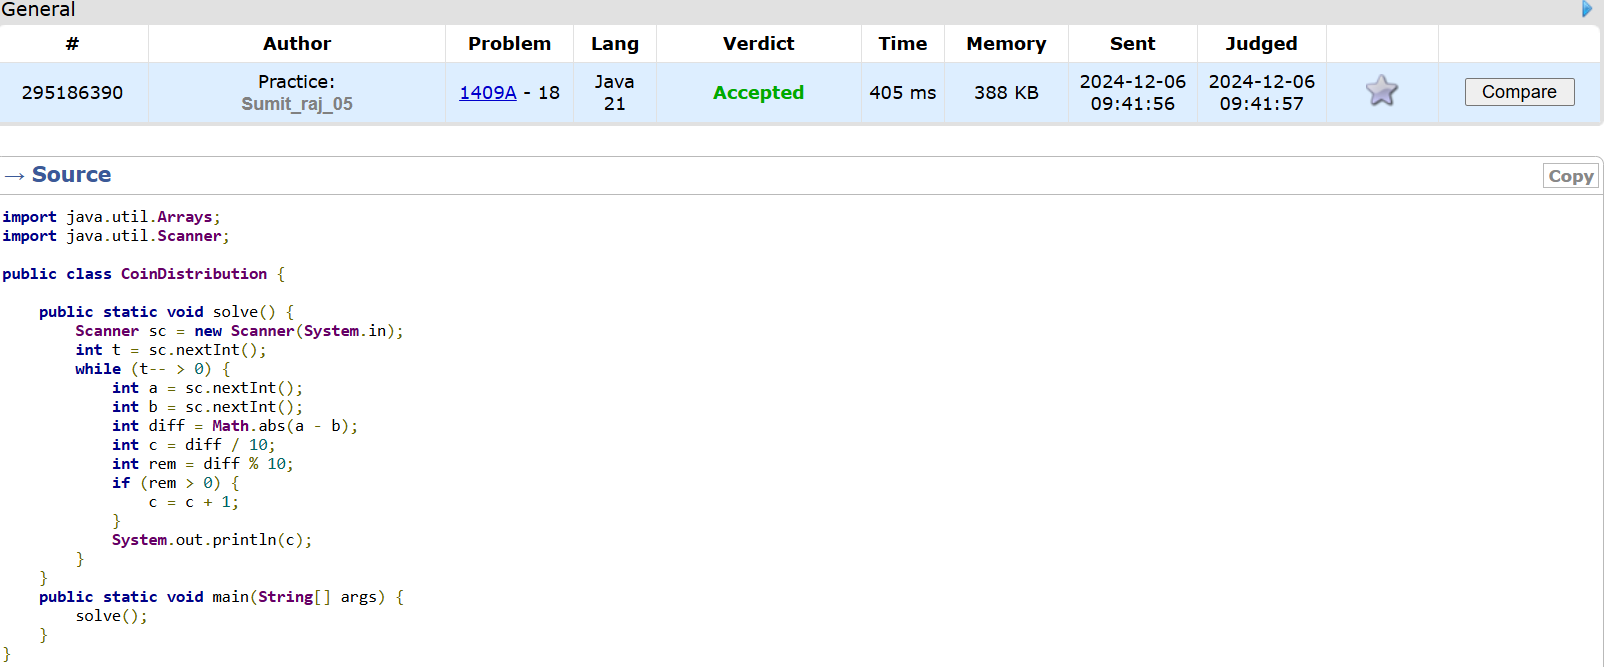 General
# Author Problem Lang Verdict Time Memory Sent Judged
295186390 Practice: Sumit_raj_05 1409A - 18 Java 21 Accepted 405 ms 388 KB 2024-12-06 09:41:56 2024-12-06 09:41:57 Compare
→ Source Copy
import java.util.Arrays;
import java.util.Scanner;
public class CoinDistribution {
public static void solve() {
Scanner sc = new Scanner(System.in);
int t = sc.nextInt();
while (t-- > 0) {
int a = sc.nextInt();
int b = sc.nextInt();
int diff = Math.abs(a - b);
int c = diff / 10;
int rem = diff % 10;
if (rem > 0) {
c = c + 1;
}
System.out.println(c);
}
}
public static void main(String[] args) {
solve();
}
}